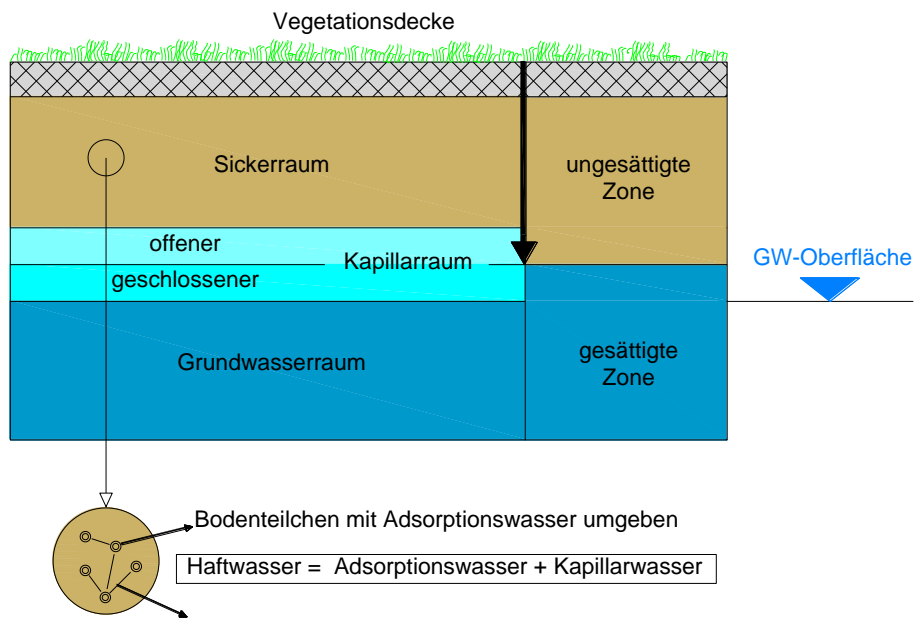 Vegetationsdecke
Sickerraum
ungesättigte
Zone
offener
Kapillarraum
geschlossener
GW-Oberfläche
Grundwasserraum
gesättigte
Zone
Bodenteilchen mit Adsorptionswasser umgeben
Haftwasser = Adsorptionswasser + Kapillarwasser